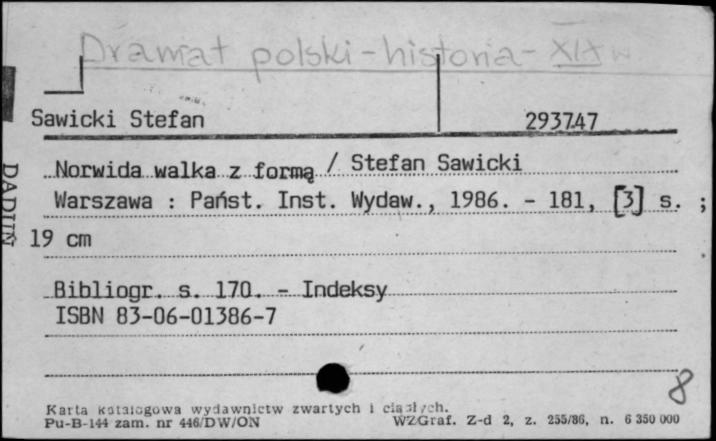 Dramat polski - historia - XIX w
Sawicki Stefan 293747
Norwida walka z formą / Stefan Sawicki
Warszawa : Państ. Inst. Wydaw., 1986. - 181, [3] s. ;
19 cm
Bibliogr. s. 170. - Indeksy
ISBN 83-06-01386-7
8
Karta katalogowa wydawnictw zwartych i ciągłych.
Pu-B-144 zam. nr 446/DW/ON WZGraf. Z-d 2, z. 255/86, n. 6 350 000